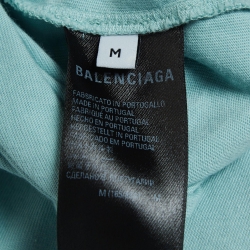 M
BALENCIAGA
FABBRICATO IN PORTOGALLO
MADE IN PORTUGAL
FABRIQUÉ AU PORTUGAL
HECHO EN PORTUGAL
HERGESTELLT IN PORTUGAL
FABRICADO EM PORTUGAL
СДЕЛАНО
M